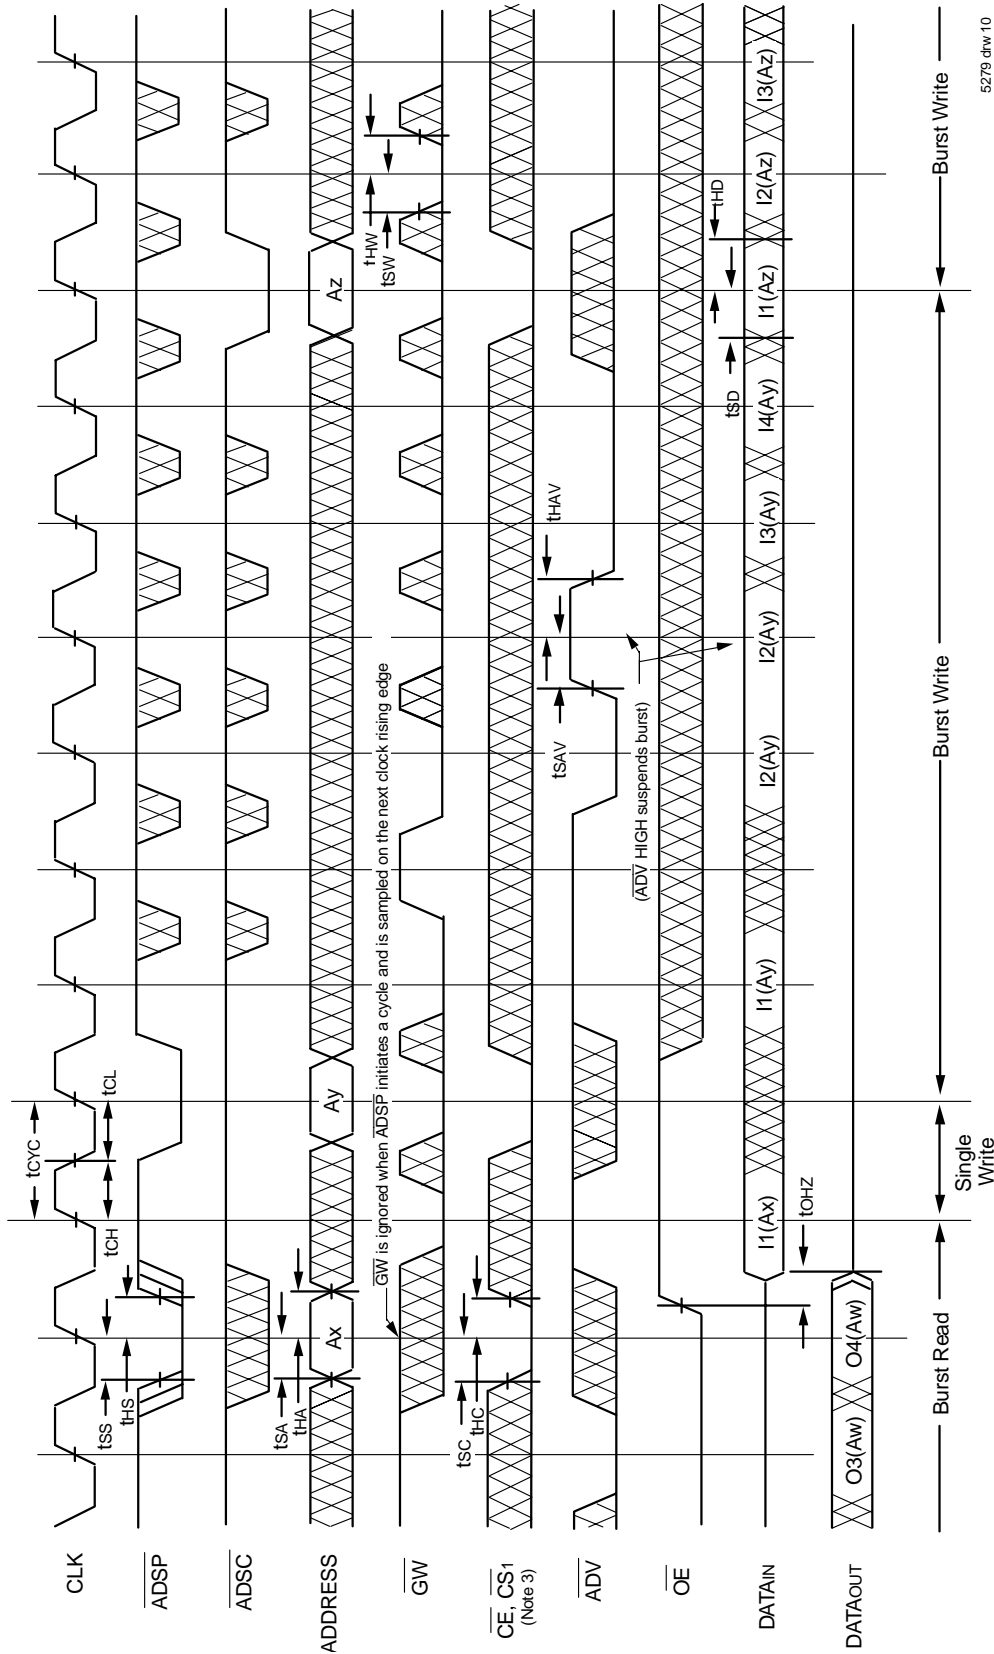 tCYC
tCH
tCL
CLK
tSS
tHS
ADSP
ADSC
tSA
tHA
ADDRESS
Ax
Ay
Az
tHW
tSW
GW is ignored when ADSP initiates a cycle and is sampled on the next clock rising edge
GW
tSC
tHC
CE, CS1
(Note 3)
tSAV
tHAV
ADV
(ADV HIGH suspends burst)
OE
tSD
tHD
DATAIN
I1(Ax)
I1(Ay)
I2(Ay)
I2(Ay)
I3(Ay)
I4(Ay)
I1(Az)
I2(Az)
I3(Az)
tOHZ
DATAOUT
O3(Aw)
O4(Aw)
Burst Read
Single
Write
Burst Write
Burst Write
5279 drw 10